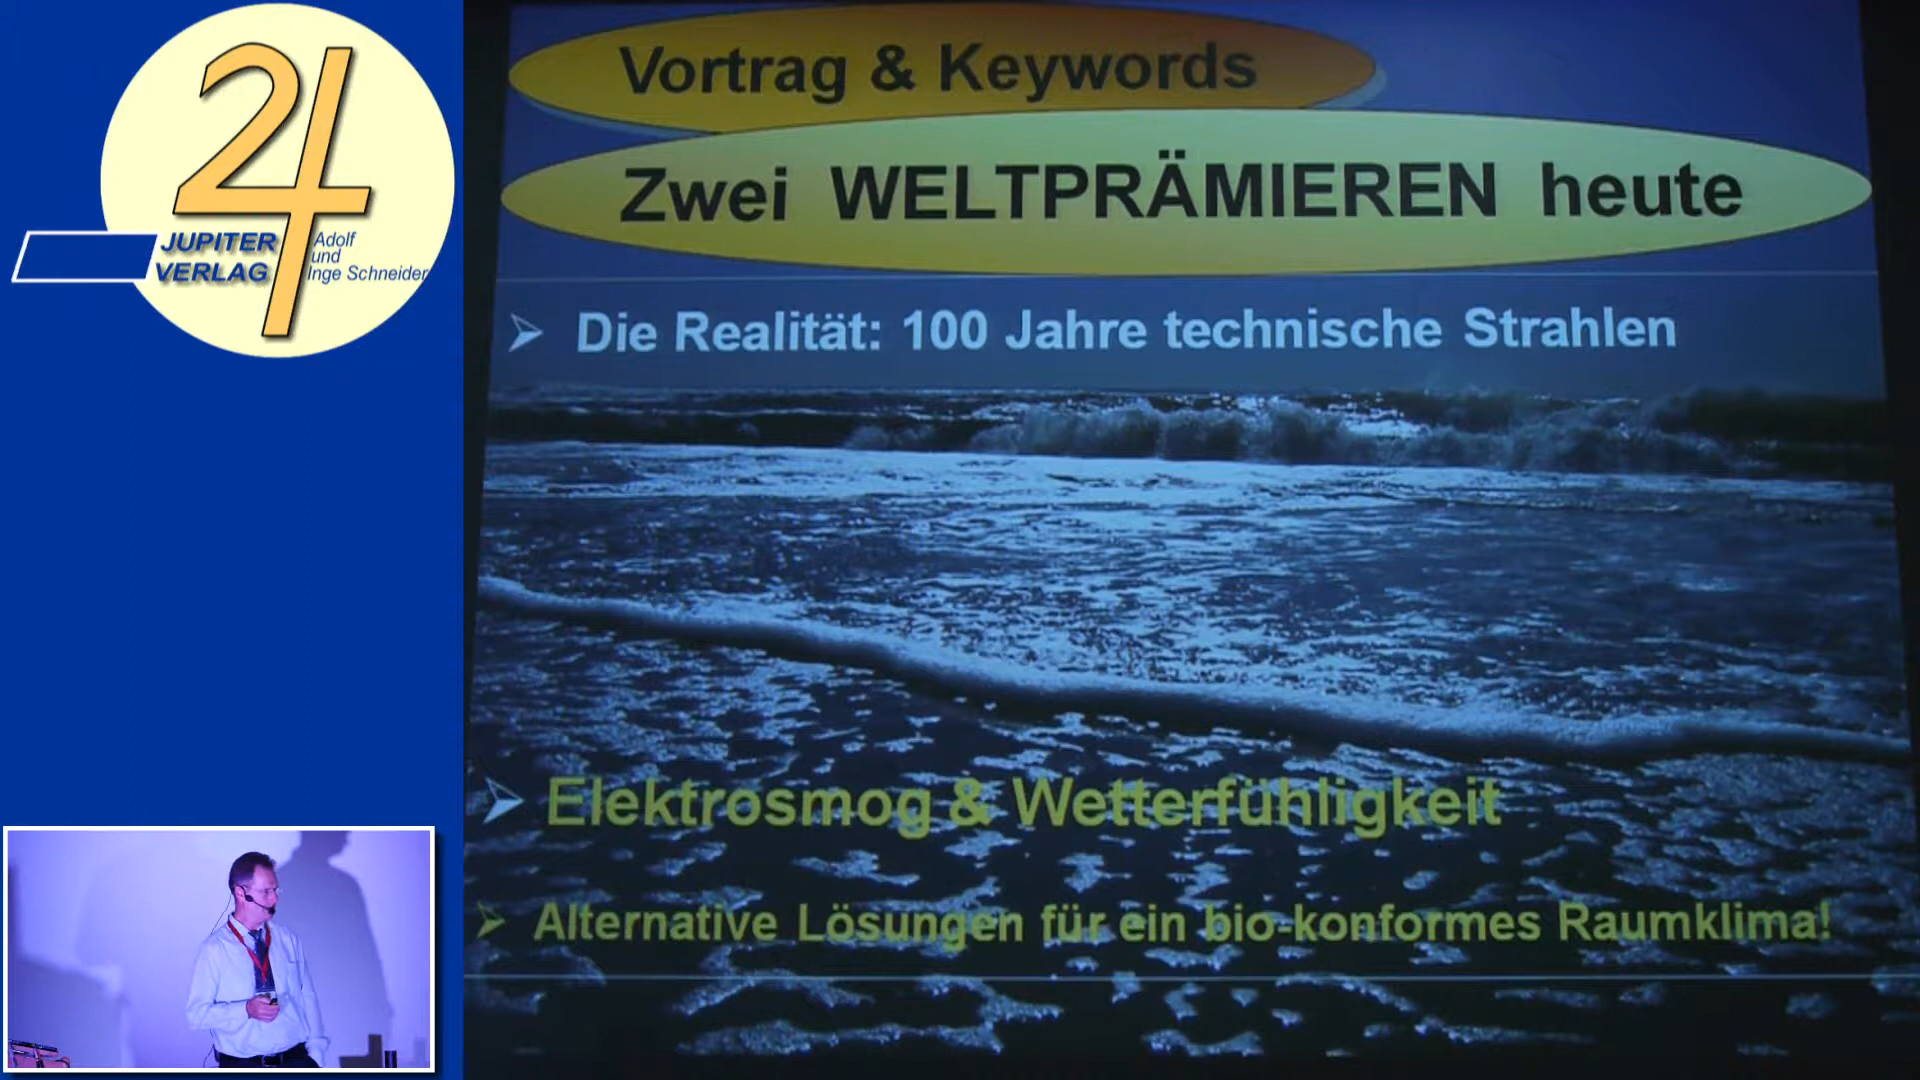 JUPITER
VERLAG
Adolf
und
Inge Schneider
Vortrag & Keywords
Zwei WELTPRÄMIEREN heute
Die Realität: 100 Jahre technische Strahlen
Elektrosmog & Wetterfühligkeit
Alternative Lösungen für ein bio-konformes Raumklima!